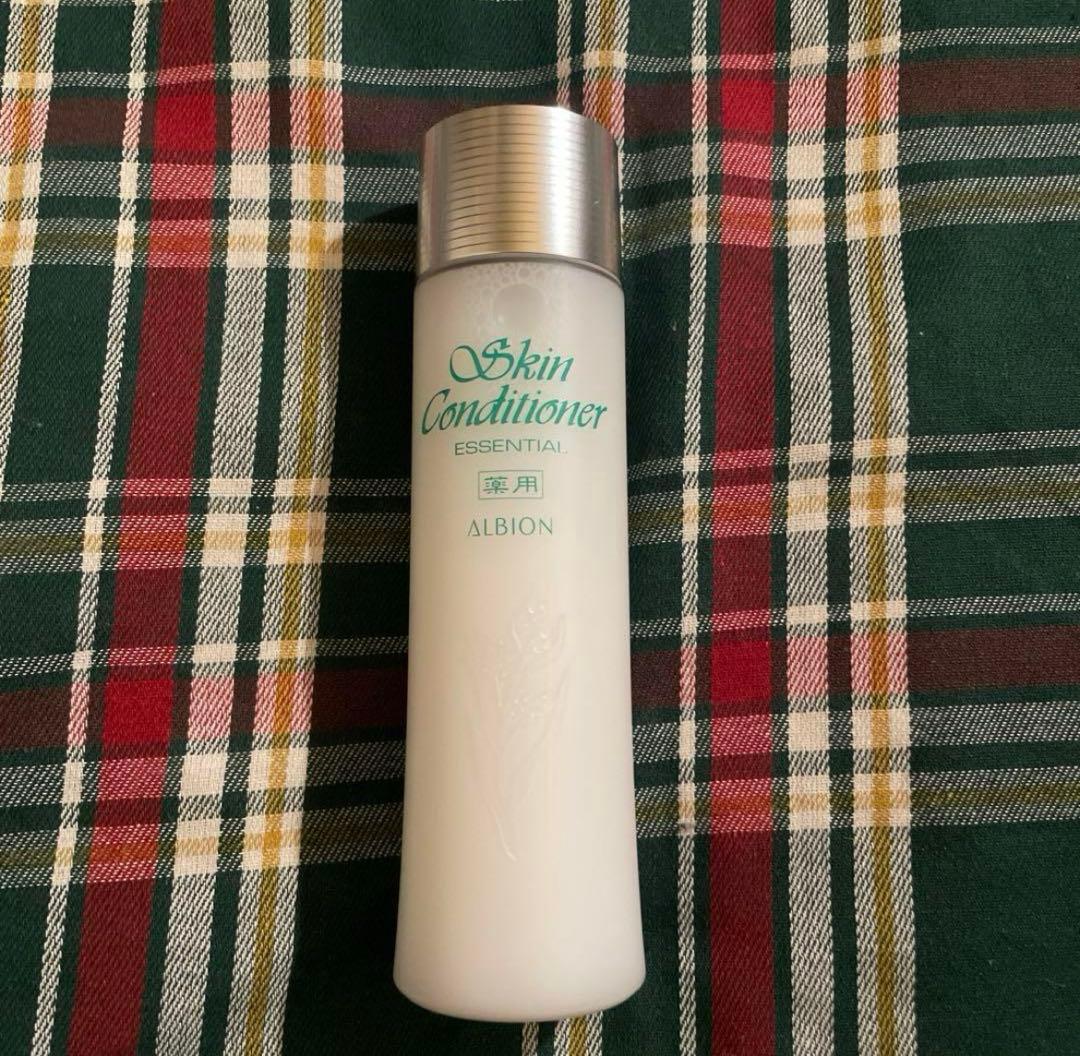 Skin
Conditioner
ESSENTIAL
薬用
ALBION